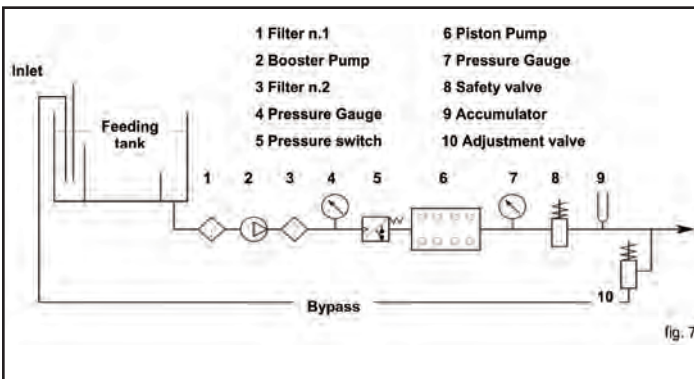 1 Filter n.1
2 Booster Pump
3 Filter n.2
4 Pressure Gauge
5 Pressure switch
6 Piston Pump
7 Pressure Gauge
8 Safety valve
9 Accumulator
10 Adjustment valve
Inlet
Feeding
tank
1 2 3 4 5 6 7 8 9
10
Bypass
fig. 7